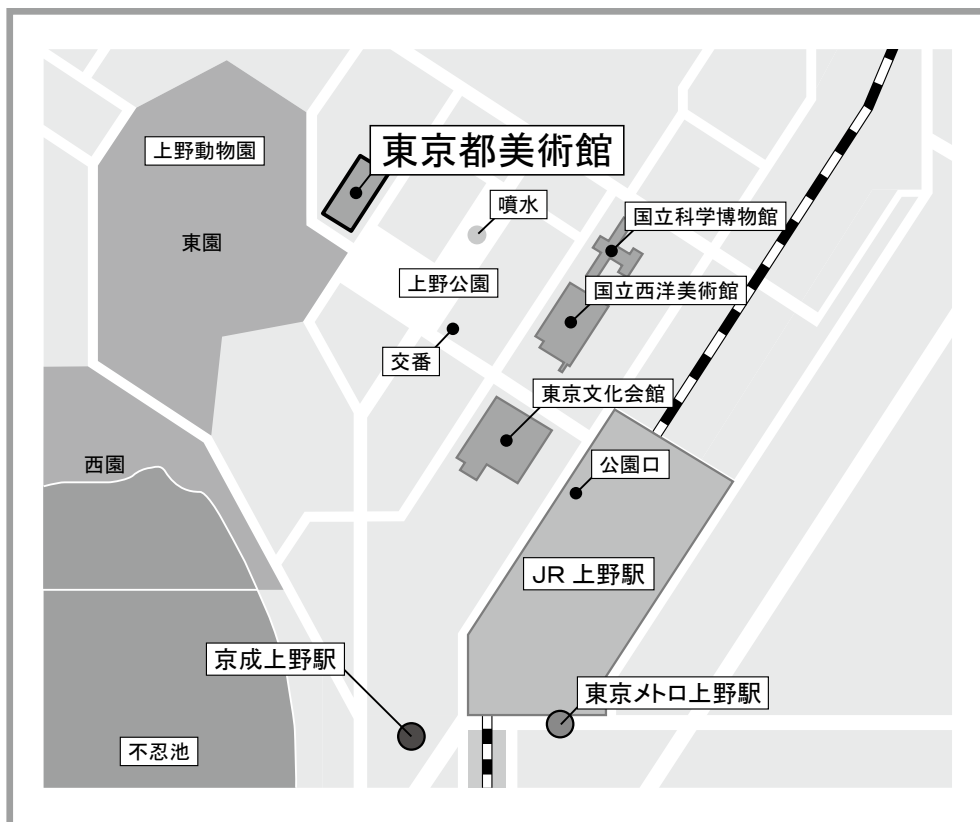 東京都美術館
上野動物園
噴水
国立科学博物館
東園
上野公園
国立西洋美術館
交番
東京文化会館
西園
公園口
JR 上野駅
京成上野駅
東京メトロ上野駅
不忍池